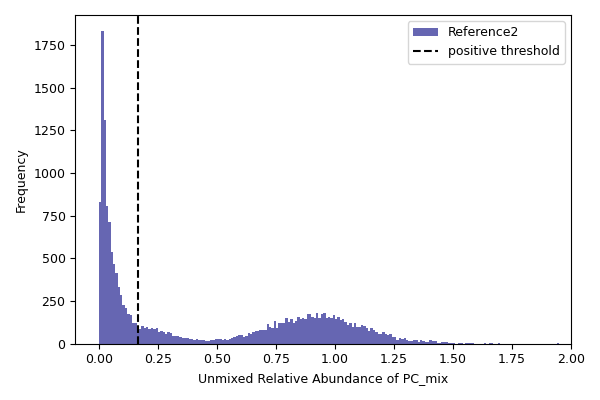 Reference2
positive threshold
1750
1500
1250
1000
750
500
250
0
Frequency
0.00 0.25 0.50 0.75 1.00 1.25 1.50 1.75 2.00
Unmixed Relative Abundance of PC_mix